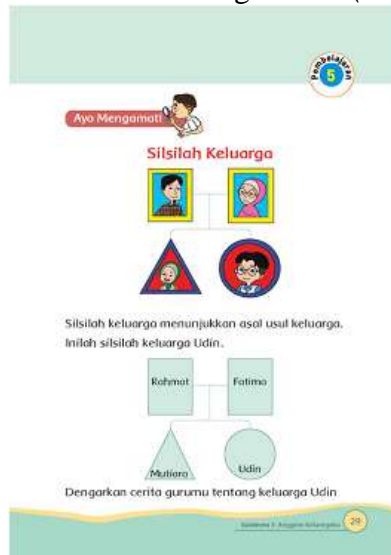 Pembelajaran
5
Ayo Mengamati
Silsilah Keluarga
Silsilah keluarga menunjukkan asal usul keluarga.
Inilah silsilah keluarga Udin.
Rahmat
Fatima
Mutiara
Udin
Dengarkan cerita gurumu tentang keluarga Udin
29